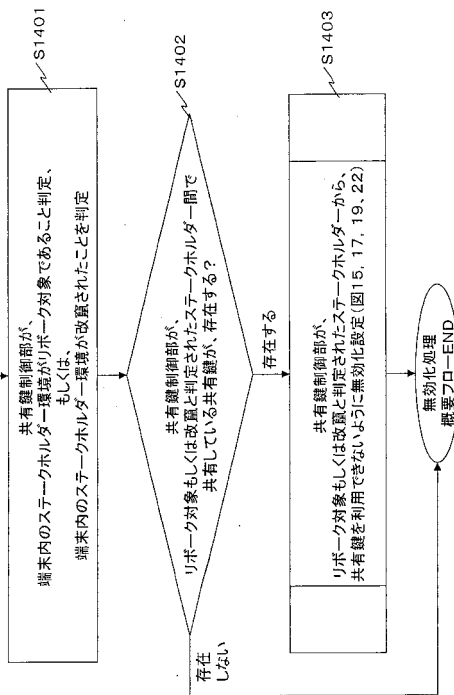 共有鍵制御部が、
端末内のステークホルダー環境がリボーク対象であること判定、
もしくは、
端末内のステークホルダー環境が改竄されたことを判定
S1401
共有鍵制御部が、
リボーク対象もしくは改竄と判定されたステークホルダー間で
共有している共有鍵が、存在する?
S1402
存在
しない
存在する
共有鍵制御部が、
リボーク対象もしくは改竄と判定されたステークホルダーから、
共有鍵を利用できないように無効化設定(図15, 17, 19, 22)
S1403
無効化処理
概要フローEND